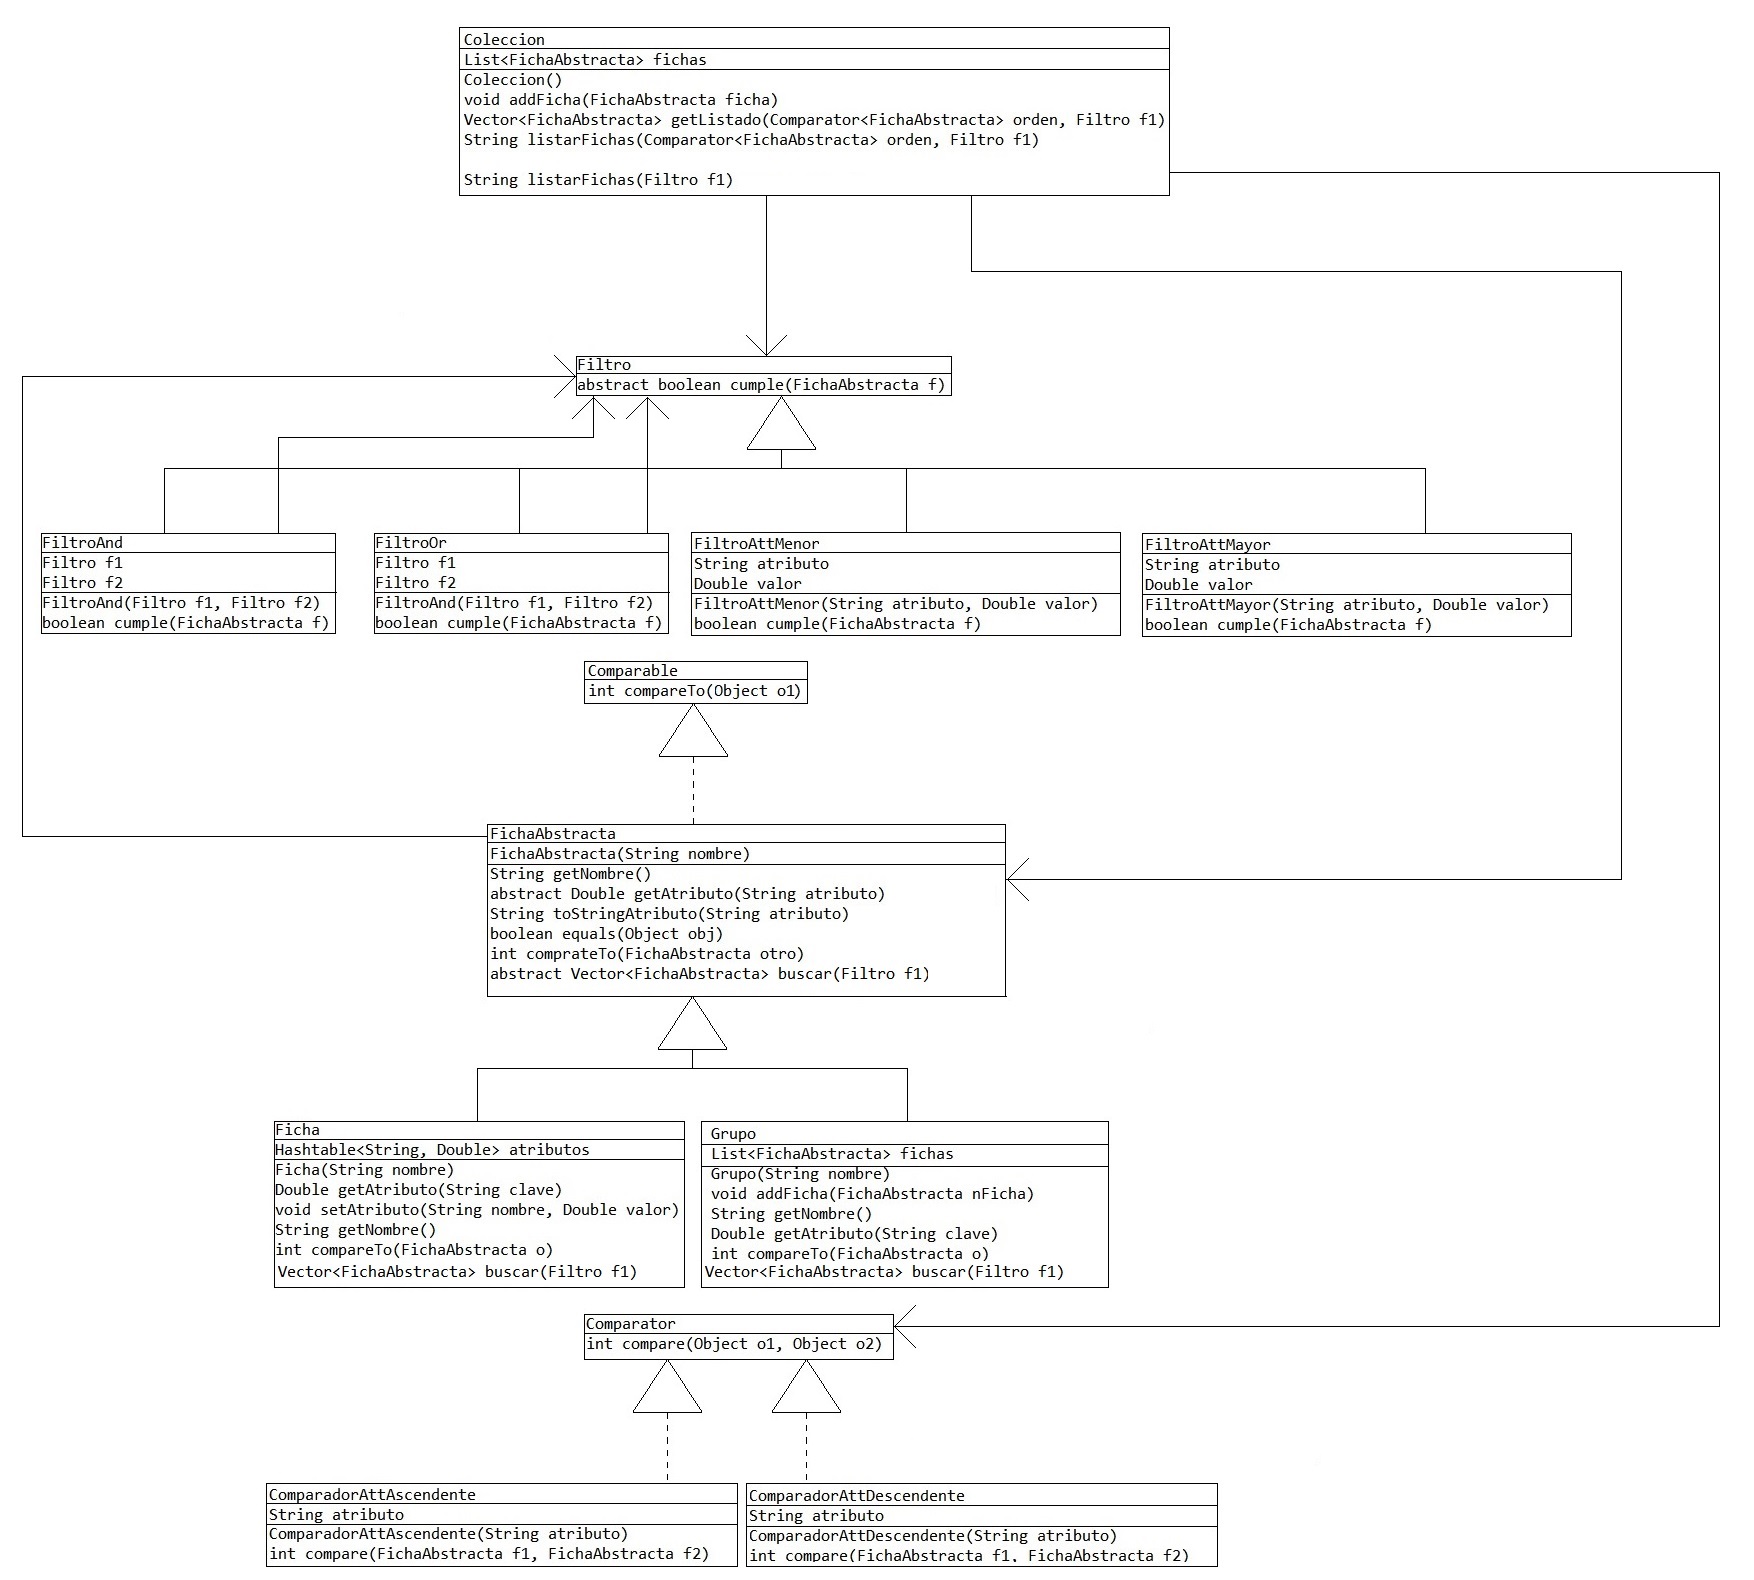 Coleccion
List<FichaAbstracta> fichas
Coleccion()
void addFicha(FichaAbstracta ficha)
Vector<FichaAbstracta> getListado(Comparator<FichaAbstracta> orden, Filtro f1)
String listarFichas(Comparator<FichaAbstracta> orden, Filtro f1)
String listarFichas(Filtro f1)
Filtro
abstract boolean cumple(FichaAbstracta f)
FiltroAnd
Filtro f1
Filtro f2
FiltroAnd(Filtro f1, Filtro f2)
boolean cumple(FichaAbstracta f)
FiltroOr
Filtro f1
Filtro f2
FiltroAnd(Filtro f1, Filtro f2)
boolean cumple(FichaAbstracta f)
FiltroAttMenor
String atributo
Double valor
FiltroAttMenor(String atributo, Double valor)
boolean cumple(FichaAbstracta f)
FiltroAttMayor
String atributo
Double valor
FiltroAttMayor(String atributo, Double valor)
boolean cumple(FichaAbstracta f)
Comparable
int compareTo(Object o1)
FichaAbstracta
FichaAbstracta(String nombre)
String getNombre()
abstract Double getAtributo(String atributo)
String toStringAtributo(String atributo)
boolean equals(Object obj)
int comprateTo(FichaAbstracta otro)
abstract Vector<FichaAbstracta> buscar(Filtro f1)
Ficha
Hashtable<String, Double> atributos
Ficha(String nombre)
Double getAtributo(String clave)
void setAtributo(String nombre, Double valor)
String getNombre()
int compareTo(FichaAbstracta o)
Vector<FichaAbstracta> buscar(Filtro f1)
Grupo
List<FichaAbstracta> fichas
Grupo(String nombre)
void addFicha(FichaAbstracta nFicha)
String getNombre()
Double getAtributo(String clave)
int compareTo(FichaAbstracta o)
Vector<FichaAbstracta> buscar(Filtro f1)
Comparator
int compare(Object o1, Object o2)
ComparadorAttAscendente
String atributo
ComparadorAttAscendente(String atributo)
int compare(FichaAbstracta f1, FichaAbstracta f2)
ComparadorAttDescendente
String atributo
ComparadorAttDescendente(String atributo)
int compare(FichaAbstracta f1, FichaAbstracta f2)